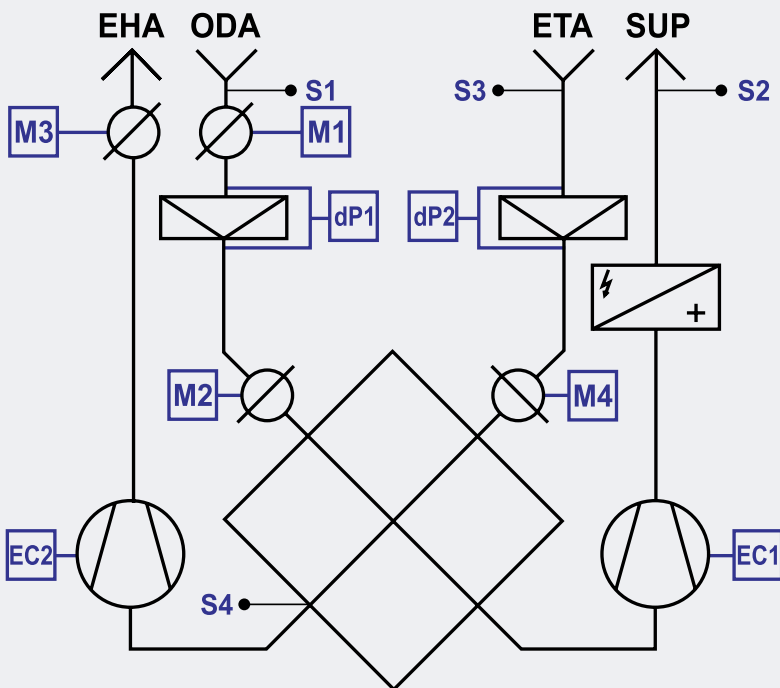 EHA ODA ETA SUP
S1 S3 S2
M3 M1
dP1 dP2
+
M2 M4
EC2 EC1
S4